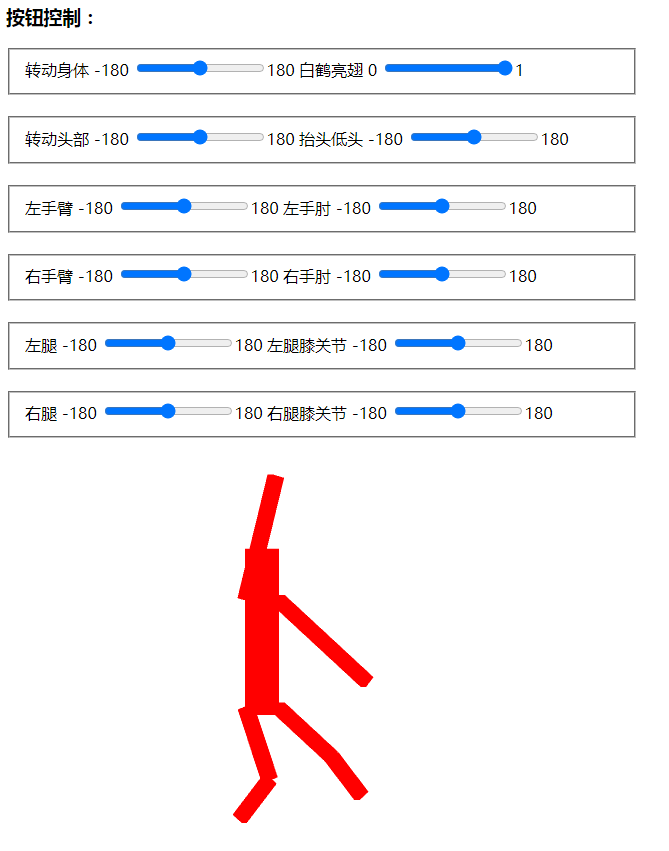 按钮控制：
转动身体 -180 180 白鹤亮翅 0 1
转动头部 -180 180 抬头低头 -180 180
左手臂 -180 180 左手肘 -180 180
右手臂 -180 180 右手肘 -180 180
左腿 -180 180 左腿膝关节 -180 180
右腿 -180 180 右腿膝关节 -180 180